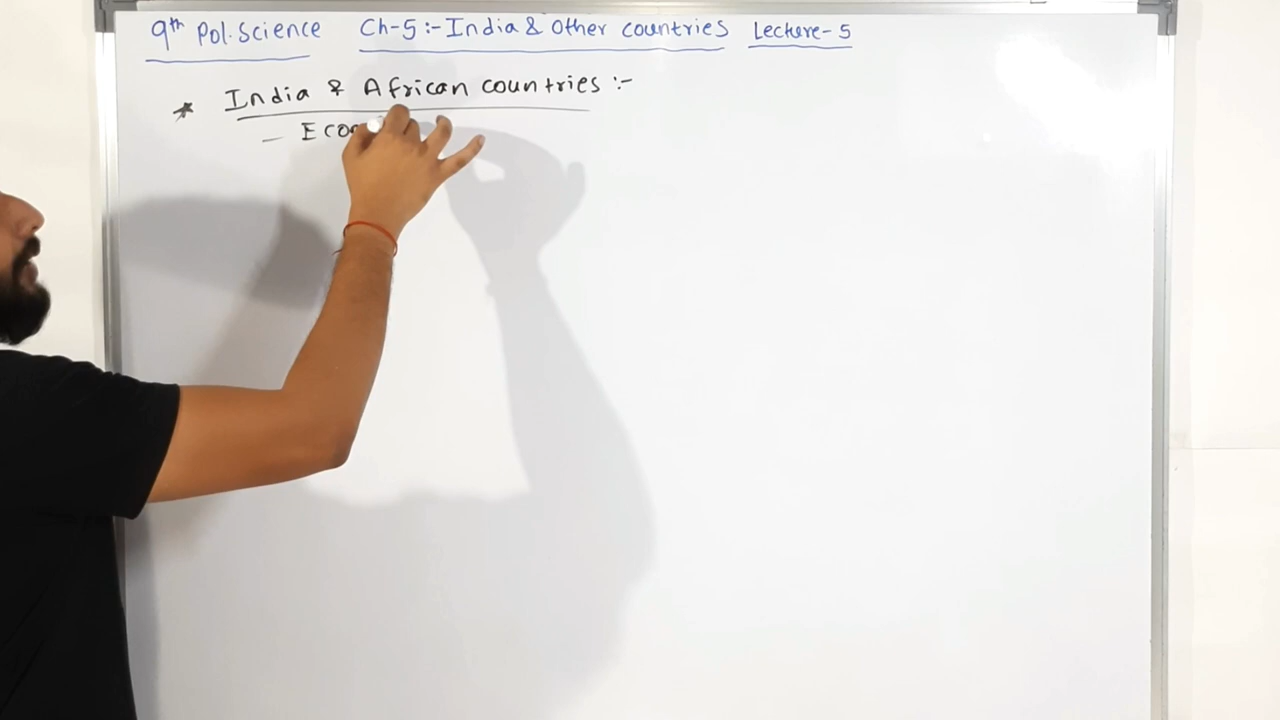 9th Pol. Science Ch-5:- India & Other countries Lecture-5
* India & African countries :-